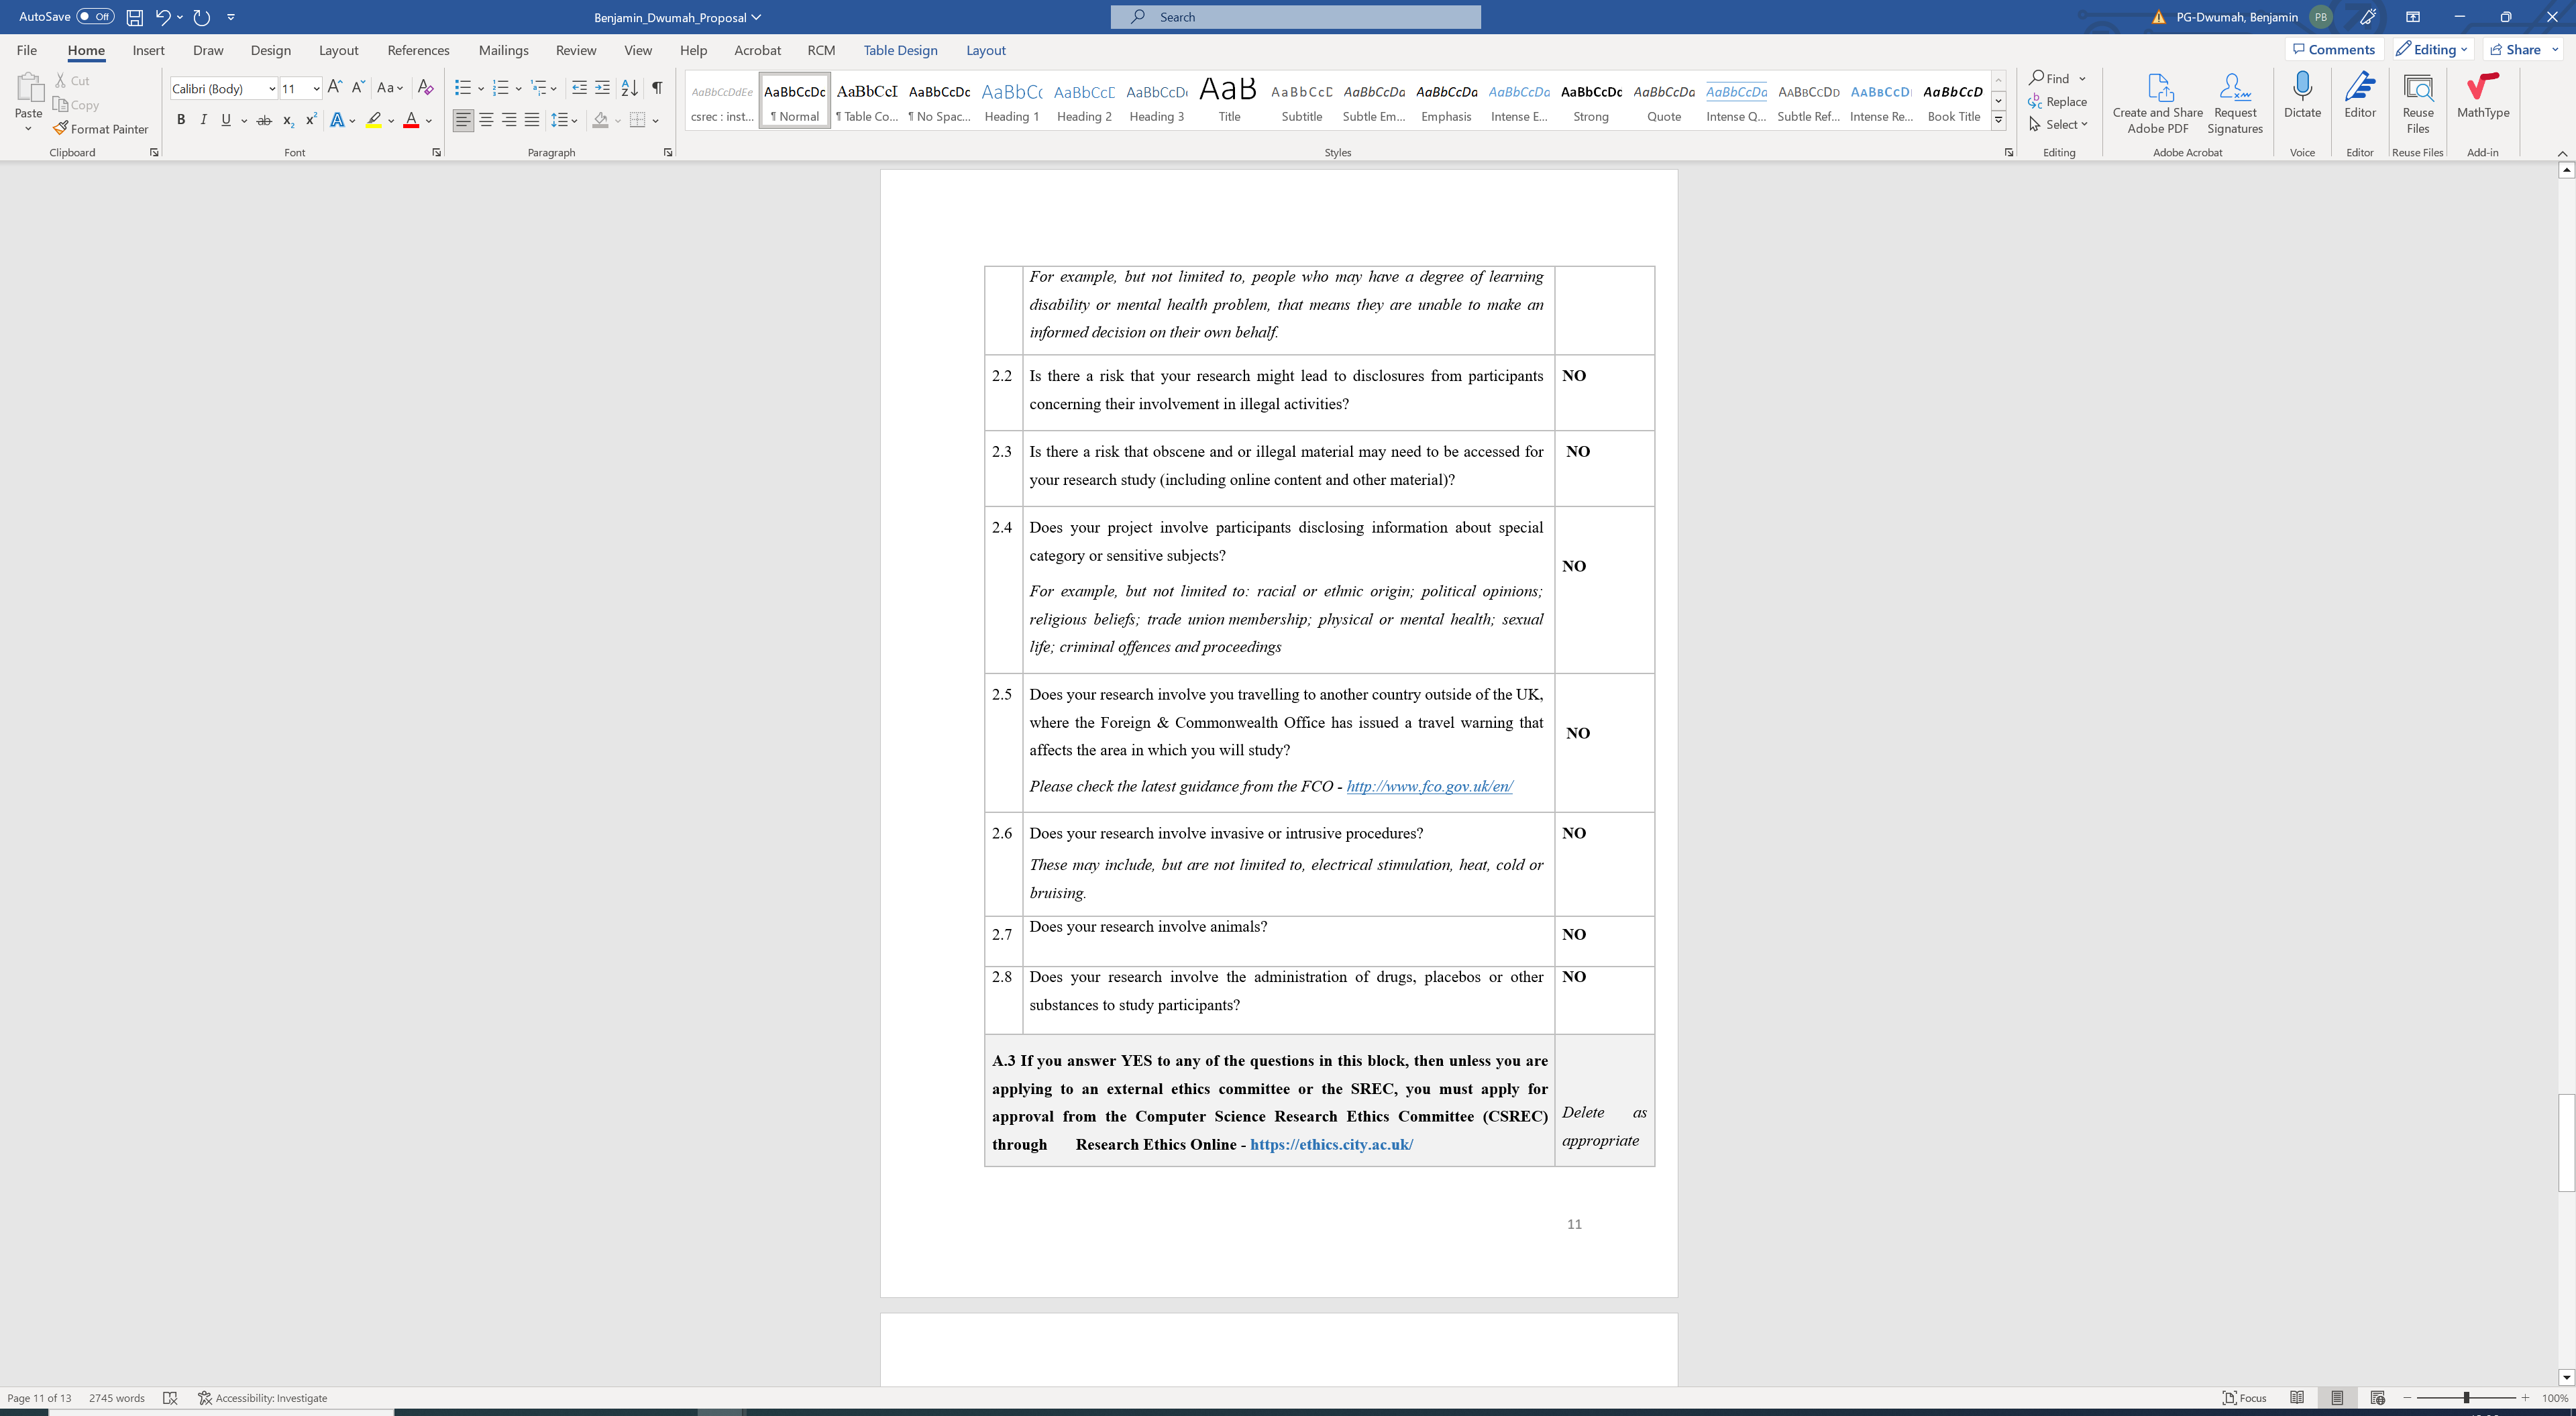 AutoSave Off Benjamin_Dwumah_Proposal Search PG-Dwumah, Benjamin PB
File Home Insert Draw Design Layout References Mailings Review View Help Acrobat RCM Table Design Layout Comments Editing Share
Paste Cut Copy Format Painter
Clipboard
Calibri (Body) 11
Font
Paragraph
AaBbCcDdEe AaBbCcDc AaBbCcI AaBbCcDc AaBbC( AaBbCcD AaBbCcD( AaB AaBbCcD AaBbCcDa AaBbCcDa AaBbCcDa AaBbCcDc AaBbCcDa AaBbCcDa AaBbCcDd AaBbCcD AaBbCcD
csrec : inst... ¶ Normal ¶ Table Co... ¶ No Spac... Heading 1 Heading 2 Heading 3 Title Subtitle Subtle Em... Emphasis Intense E... Strong Quote Intense Q... Subtle Ref... Intense Re... Book Title
Styles
Find
Replace
Select
Editing
Create and Share Adobe PDF
Request Signatures
Adobe Acrobat
Dictate
Voice
Editor
Editor
Reuse Files
Reuse Files
MathType
Add-in
For example, but not limited to, people who may have a degree of learning
disability or mental health problem, that means they are unable to make an
informed decision on their own behalf.
2.2 Is there a risk that your research might lead to disclosures from participants NO
concerning their involvement in illegal activities?
2.3 Is there a risk that obscene and or illegal material may need to be accessed for NO
your research study (including online content and other material)?
2.4 Does your project involve participants disclosing information about special
category or sensitive subjects?
NO
For example, but not limited to: racial or ethnic origin; political opinions;
religious beliefs; trade union membership; physical or mental health; sexual
life; criminal offences and proceedings
2.5 Does your research involve you travelling to another country outside of the UK,
where the Foreign & Commonwealth Office has issued a travel warning that
NO
affects the area in which you will study?
Please check the latest guidance from the FCO - http://www.fco.gov.uk/en/
2.6 Does your research involve invasive or intrusive procedures? NO
These may include, but are not limited to, electrical stimulation, heat, cold or
bruising.
2.7 Does your research involve animals? NO
2.8 Does your research involve the administration of drugs, placebos or other NO
substances to study participants?
A.3 If you answer YES to any of the questions in this block, then unless you are
applying to an external ethics committee or the SREC, you must apply for
approval from the Computer Science Research Ethics Committee (CSREC)
through Research Ethics Online - https://ethics.city.ac.uk/
Delete as
appropriate
11
Page 11 of 13 2745 words Accessibility: Investigate Focus 100%